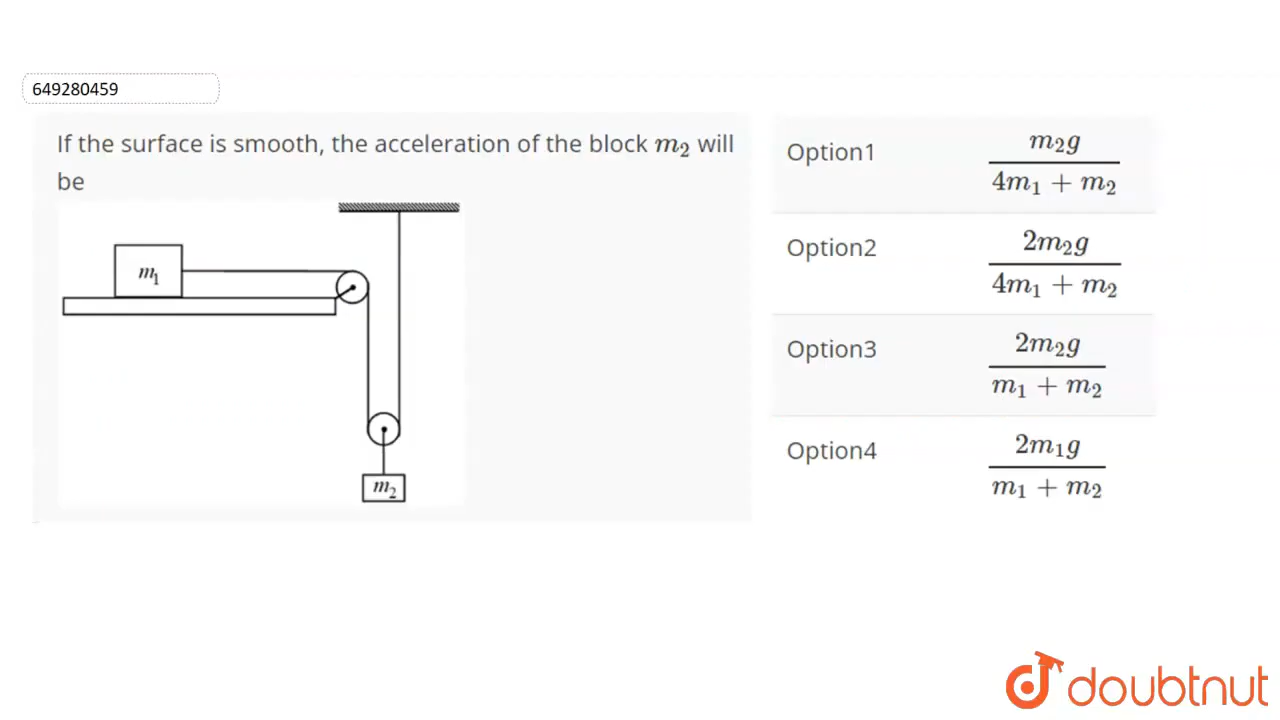 649280459
If the surface is smooth, the acceleration of the block m₂ will
be
m₁
m₂
Option1 m₂g / 4m₁ + m₂
Option2 2m₂g / 4m₁ + m₂
Option3 2m₂g / m₁ + m₂
Option4 2m₁g / m₁ + m₂
doubtnut